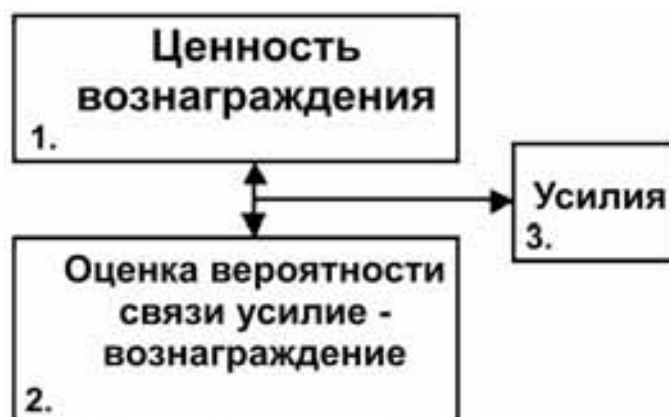 Ценность
вознаграждения
1.
Усилия
3.
Оценка вероятности
связи усилие -
вознаграждение
2.